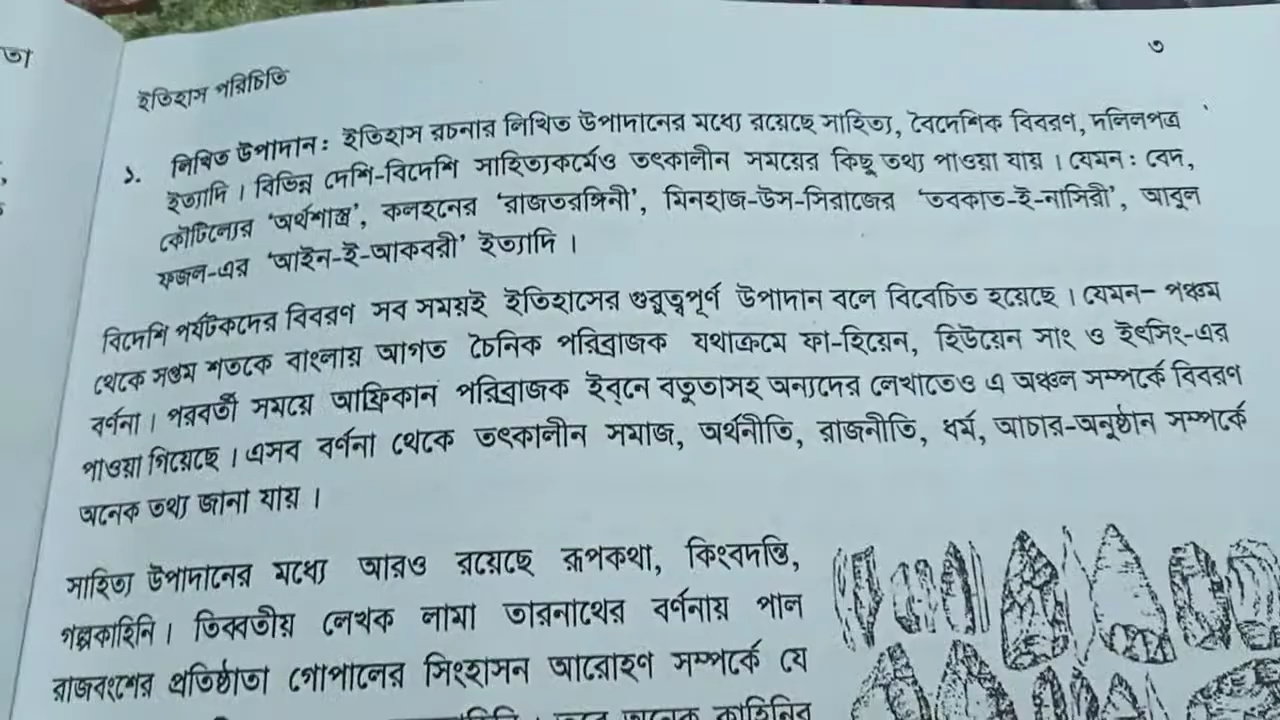 তা
৩
ইতিহাস পরিচিতি
১. লিখিত উপাদান : ইতিহাস রচনার লিখিত উপাদানের মধ্যে রয়েছে সাহিত্য, বৈদেশিক বিবরণ, দলিলপত্র
ইত্যাদি । বিভিন্ন দেশি-বিদেশি সাহিত্যকর্মেও তৎকালীন সময়ের কিছু তথ্য পাওয়া যায় । যেমন : বেদ,
কৌটিল্যের ‘অর্থশাস্ত্র’, কলহনের ‘রাজতরঙ্গিনী’, মিনহাজ-উস-সিরাজের ‘তবকাত-ই-নাসিরী’, আবুল
ফজল-এর ‘আইন-ই-আকবরী’ ইত্যাদি ।
বিদেশি পর্যটকদের বিবরণ সব সময়ই ইতিহাসের গুরুত্বপূর্ণ উপাদান বলে বিবেচিত হয়েছে । যেমন– পঞ্চম
থেকে সপ্তম শতকে বাংলায় আগত চৈনিক পরিব্রাজক যথাক্রমে ফা-হিয়েন, হিউয়েন সাং ও ইৎসিং-এর
বর্ণনা । পরবর্তী সময়ে আফ্রিকান পরিব্রাজক ইব্‌নে বতুতাসহ অন্যদের লেখাতেও এ অঞ্চল সম্পর্কে বিবরণ
পাওয়া গিয়েছে । এসব বর্ণনা থেকে তৎকালীন সমাজ, অর্থনীতি, রাজনীতি, ধর্ম, আচার-অনুষ্ঠান সম্পর্কে
অনেক তথ্য জানা যায় ।
সাহিত্য উপাদানের মধ্যে আরও রয়েছে রূপকথা, কিংবদন্তি,
গল্পকাহিনি । তিব্বতীয় লেখক লামা তারনাথের বর্ণনায় পাল
রাজবংশের প্রতিষ্ঠাতা গোপালের সিংহাসন আরোহণ সম্পর্কে যে
অনেক কাহিনির